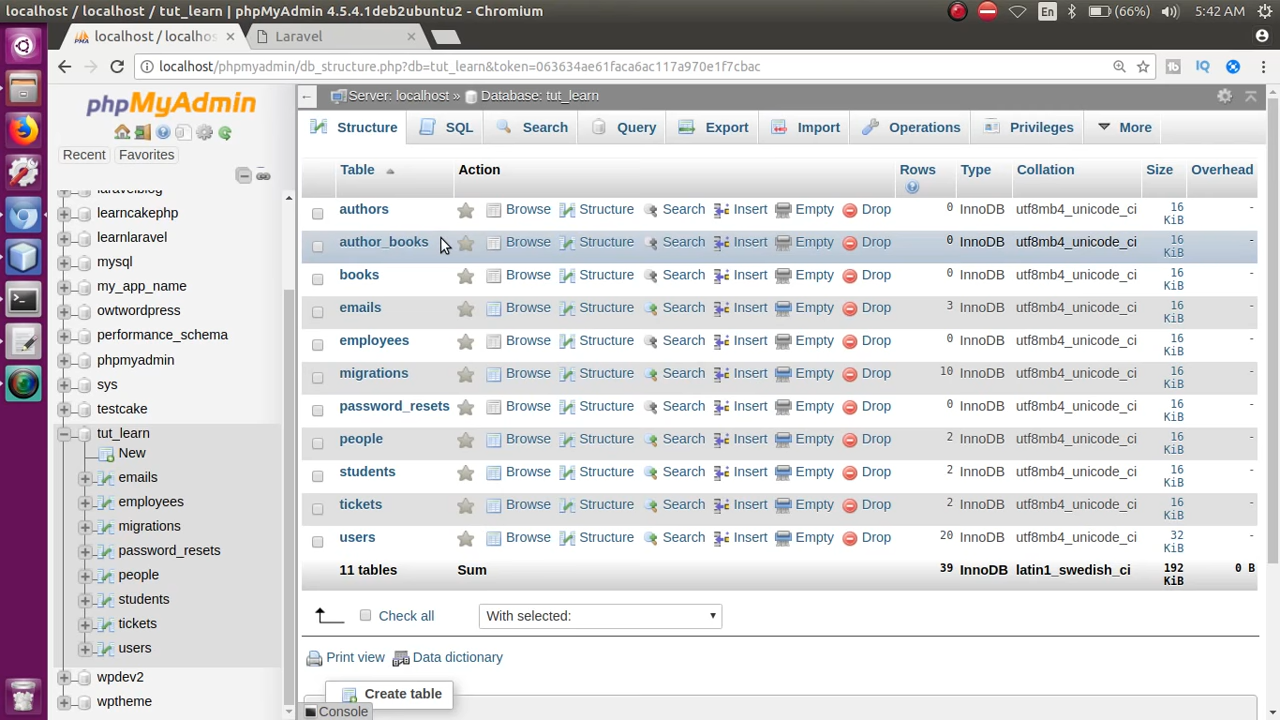 localhost / localhost / tut_learn | phpMyAdmin 4.5.4.1deb2ubuntu2 - Chromium
En
(66%)
5:42 AM
localhost / localhos
Laravel
localhost/phpmyadmin/db_structure.php?db=tut_learn&token=063634ae61faca6ac117a970e1f7cbac
IQ
phpMyAdmin
Recent
Favorites
laravelblog
learncakephp
learnlaravel
mysql
my_app_name
owtwordpress
performance_schema
phpmyadmin
sys
testcake
tut_learn
New
emails
employees
migrations
password_resets
people
students
tickets
users
wpdev2
wptheme
Server: localhost » Database: tut_learn
Structure SQL Search Query Export Import Operations Privileges More
Table Action Rows Type Collation Size Overhead
authors Browse Structure Search Insert Empty Drop 0 InnoDB utf8mb4_unicode_ci 16 KiB -
author_books Browse Structure Search Insert Empty Drop 0 InnoDB utf8mb4_unicode_ci 16 KiB -
books Browse Structure Search Insert Empty Drop 0 InnoDB utf8mb4_unicode_ci 16 KiB -
emails Browse Structure Search Insert Empty Drop 3 InnoDB utf8mb4_unicode_ci 16 KiB -
employees Browse Structure Search Insert Empty Drop 0 InnoDB utf8mb4_unicode_ci 16 KiB -
migrations Browse Structure Search Insert Empty Drop 10 InnoDB utf8mb4_unicode_ci 16 KiB -
password_resets Browse Structure Search Insert Empty Drop 0 InnoDB utf8mb4_unicode_ci 16 KiB -
people Browse Structure Search Insert Empty Drop 2 InnoDB utf8mb4_unicode_ci 16 KiB -
students Browse Structure Search Insert Empty Drop 2 InnoDB utf8mb4_unicode_ci 16 KiB -
tickets Browse Structure Search Insert Empty Drop 2 InnoDB utf8mb4_unicode_ci 16 KiB -
users Browse Structure Search Insert Empty Drop 20 InnoDB utf8mb4_unicode_ci 32 KiB -
11 tables Sum 39 InnoDB latin1_swedish_ci 192 KiB 0 B
Check all With selected:
Print view Data dictionary
Create table
Console